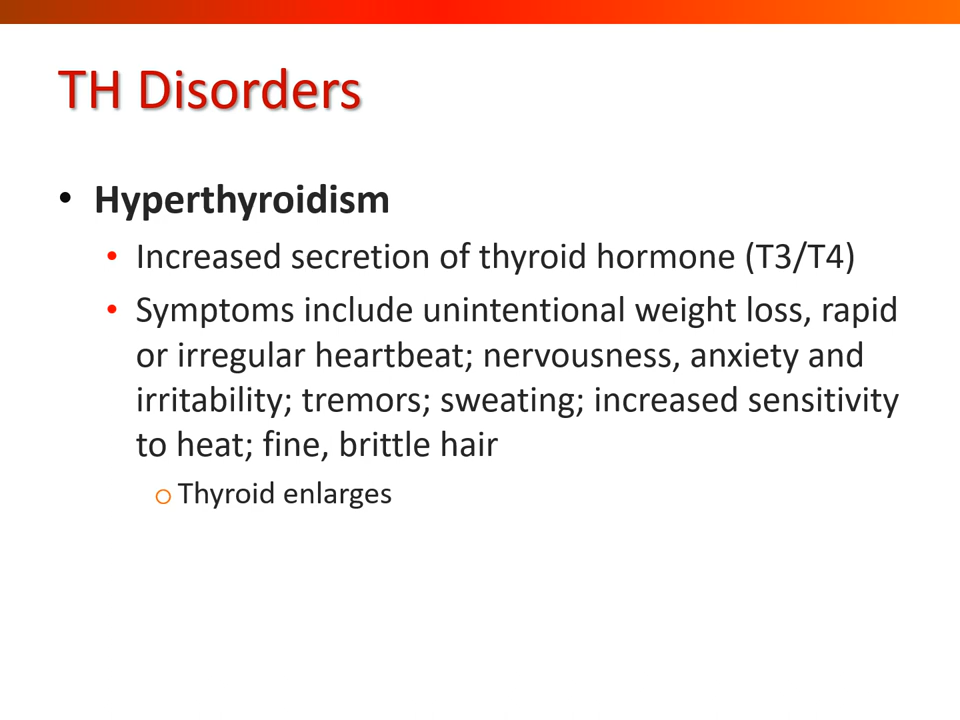 TH Disorders
• Hyperthyroidism
• Increased secretion of thyroid hormone (T3/T4)
• Symptoms include unintentional weight loss, rapid
or irregular heartbeat; nervousness, anxiety and
irritability; tremors; sweating; increased sensitivity
to heat; fine, brittle hair
o Thyroid enlarges